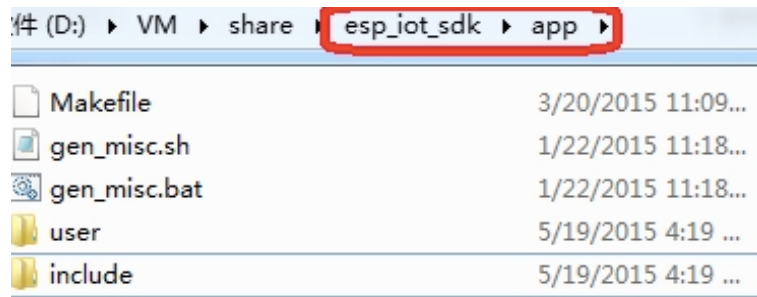 件 (D:) ▸ VM ▸ share ▸ esp_iot_sdk ▸ app ▸
Makefile 3/20/2015 11:09...
gen_misc.sh 1/22/2015 11:18...
gen_misc.bat 1/22/2015 11:18...
user 5/19/2015 4:19 ...
include 5/19/2015 4:19 ...